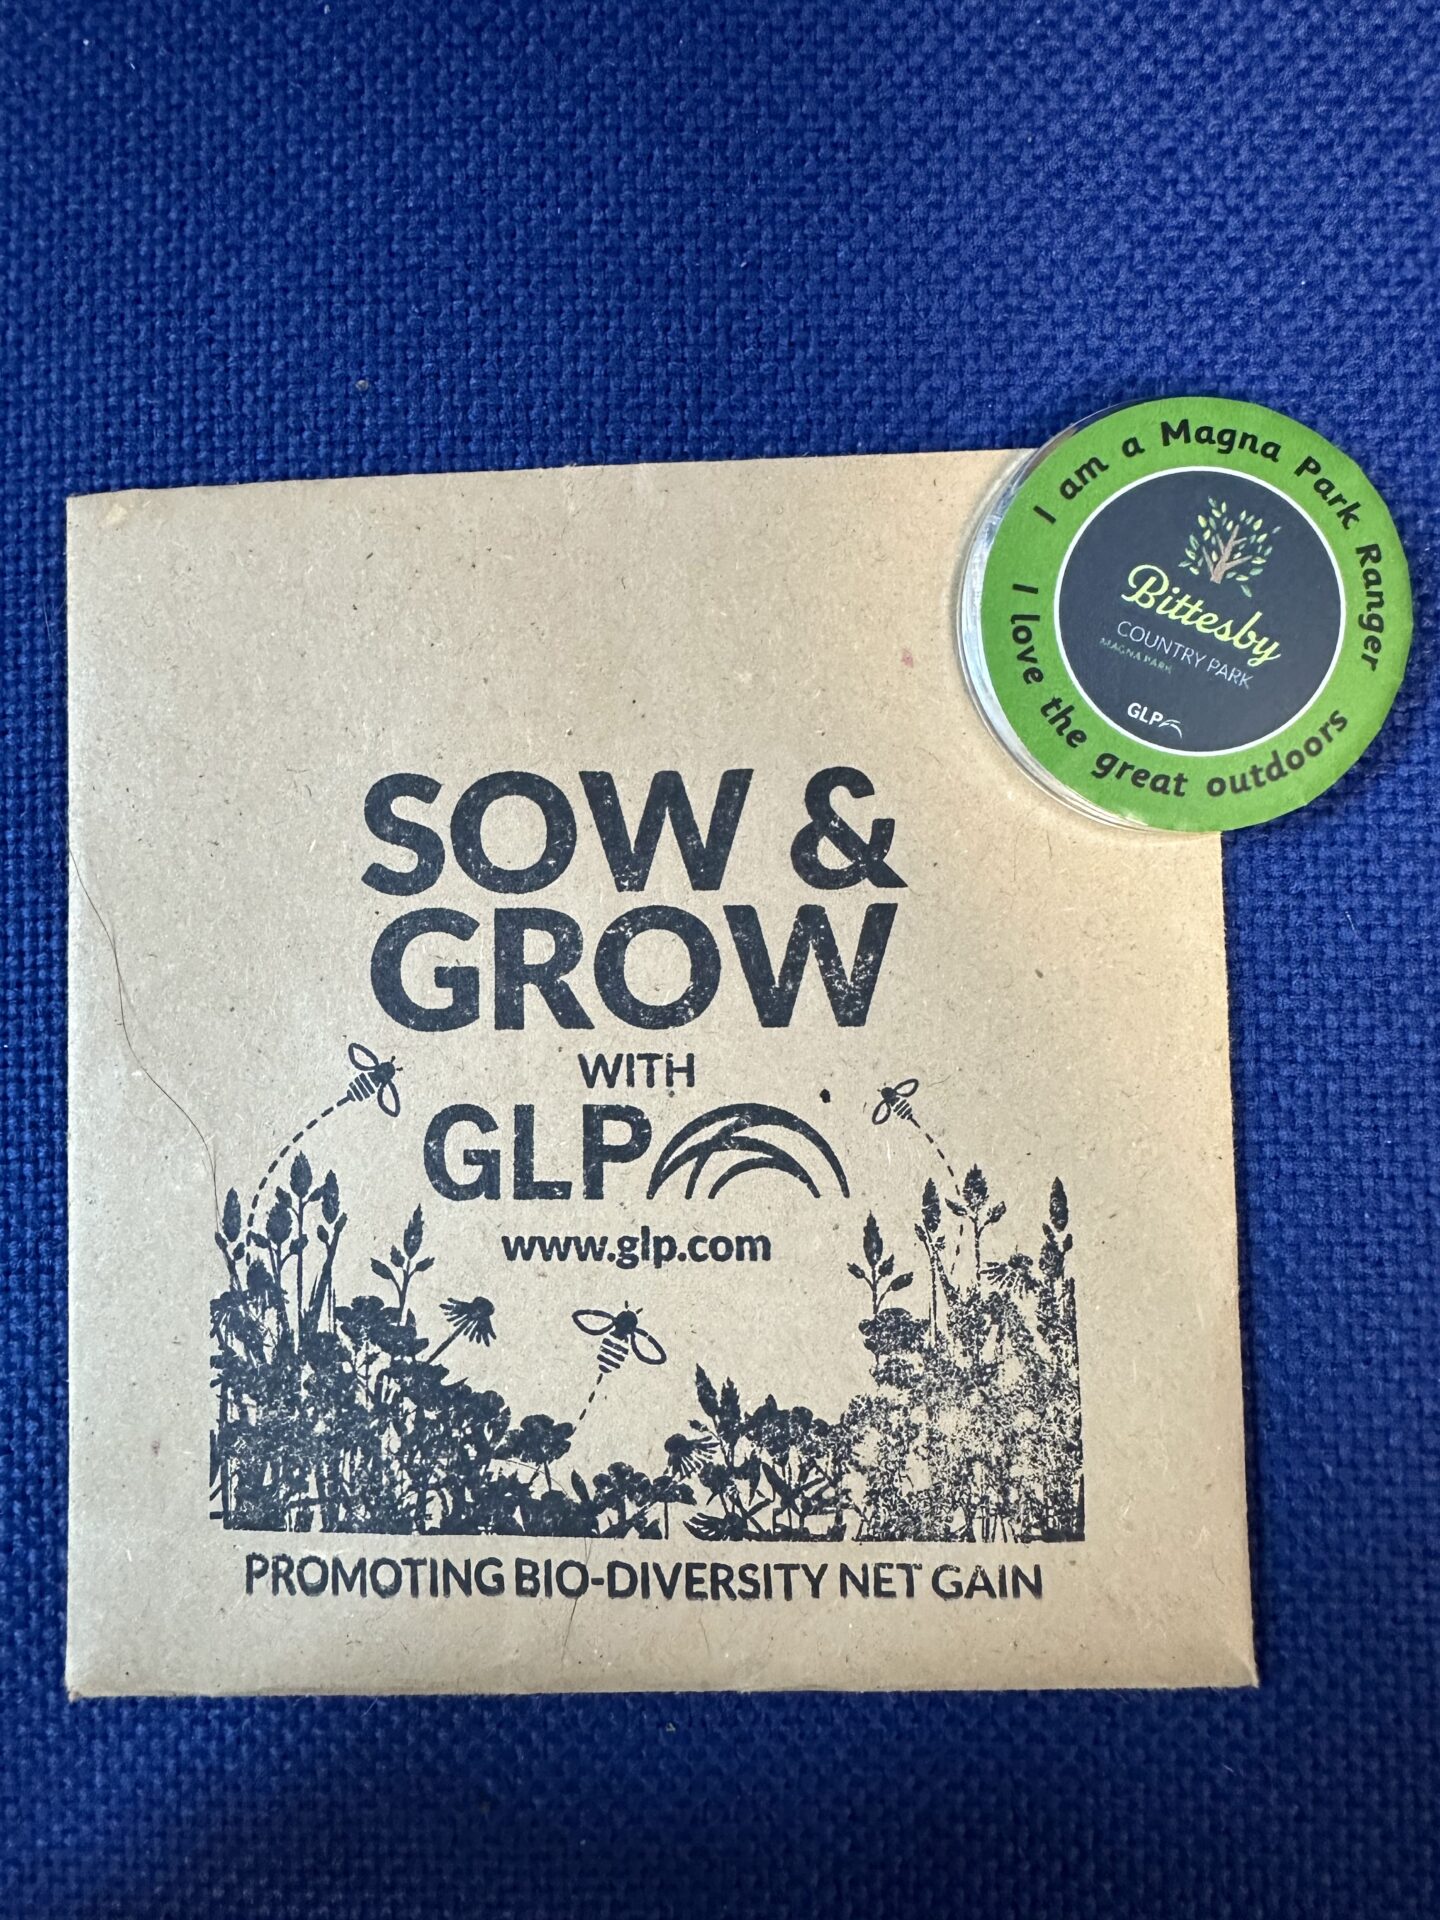 I am a Magna Park Ranger
Bittesby
COUNTRY PARK
MAGNA PARK
GLP
I love the great outdoors
SOW &
GROW
WITH
GLP
www.glp.com
PROMOTING BIO-DIVERSITY NET GAIN